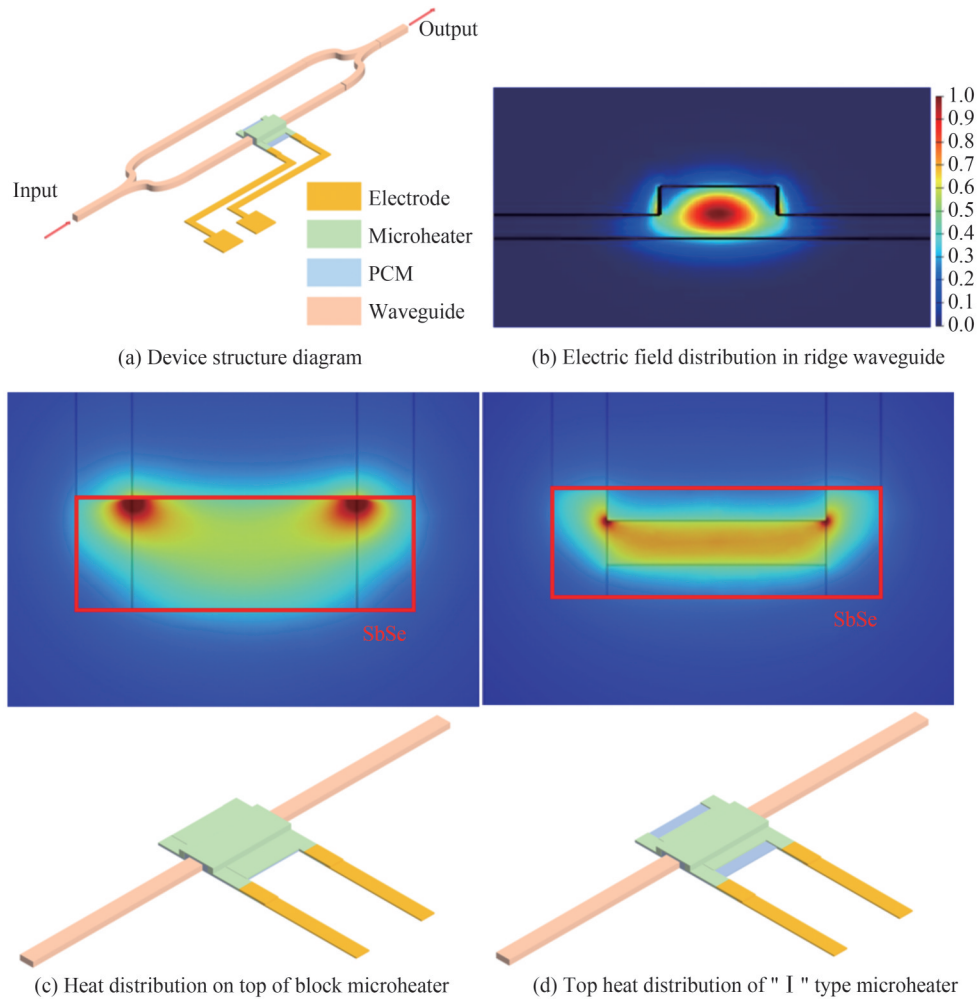 Output
Input
Electrode
Microheater
PCM
Waveguide
1.0
0.9
0.8
0.7
0.6
0.5
0.4
0.3
0.2
0.1
0.0
(a) Device structure diagram
(b) Electric field distribution in ridge waveguide
SbSe
SbSe
(c) Heat distribution on top of block microheater
(d) Top heat distribution of " I " type microheater